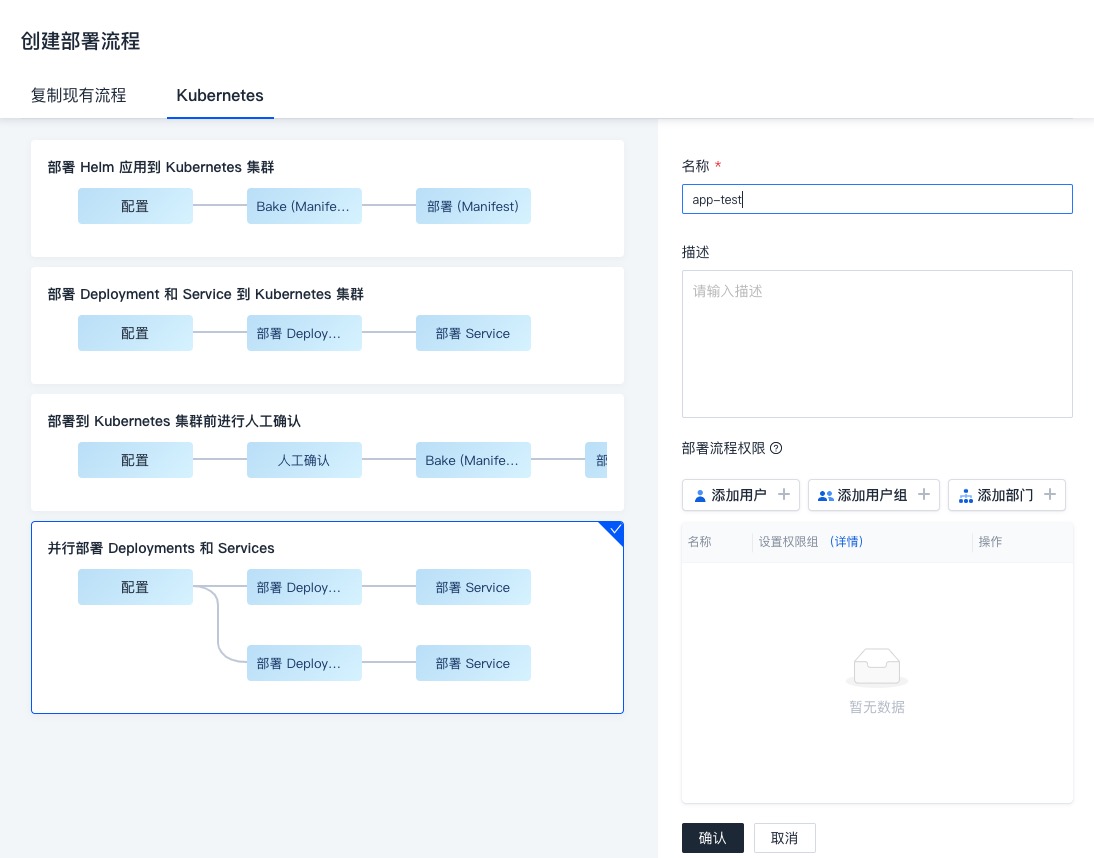 创建部署流程
复制现有流程 Kubernetes
部署 Helm 应用到 Kubernetes 集群
配置 Bake (Manife... 部署 (Manifest)
部署 Deployment 和 Service 到 Kubernetes 集群
配置 部署 Deploy... 部署 Service
部署到 Kubernetes 集群前进行人工确认
配置 人工确认 Bake (Manife... 部
并行部署 Deployments 和 Services
配置 部署 Deploy... 部署 Service
部署 Deploy... 部署 Service
名称 *
app-test
描述
请输入描述
部署流程权限
添加用户 添加用户组 添加部门
名称 设置权限组 (详情) 操作
暂无数据
确认 取消